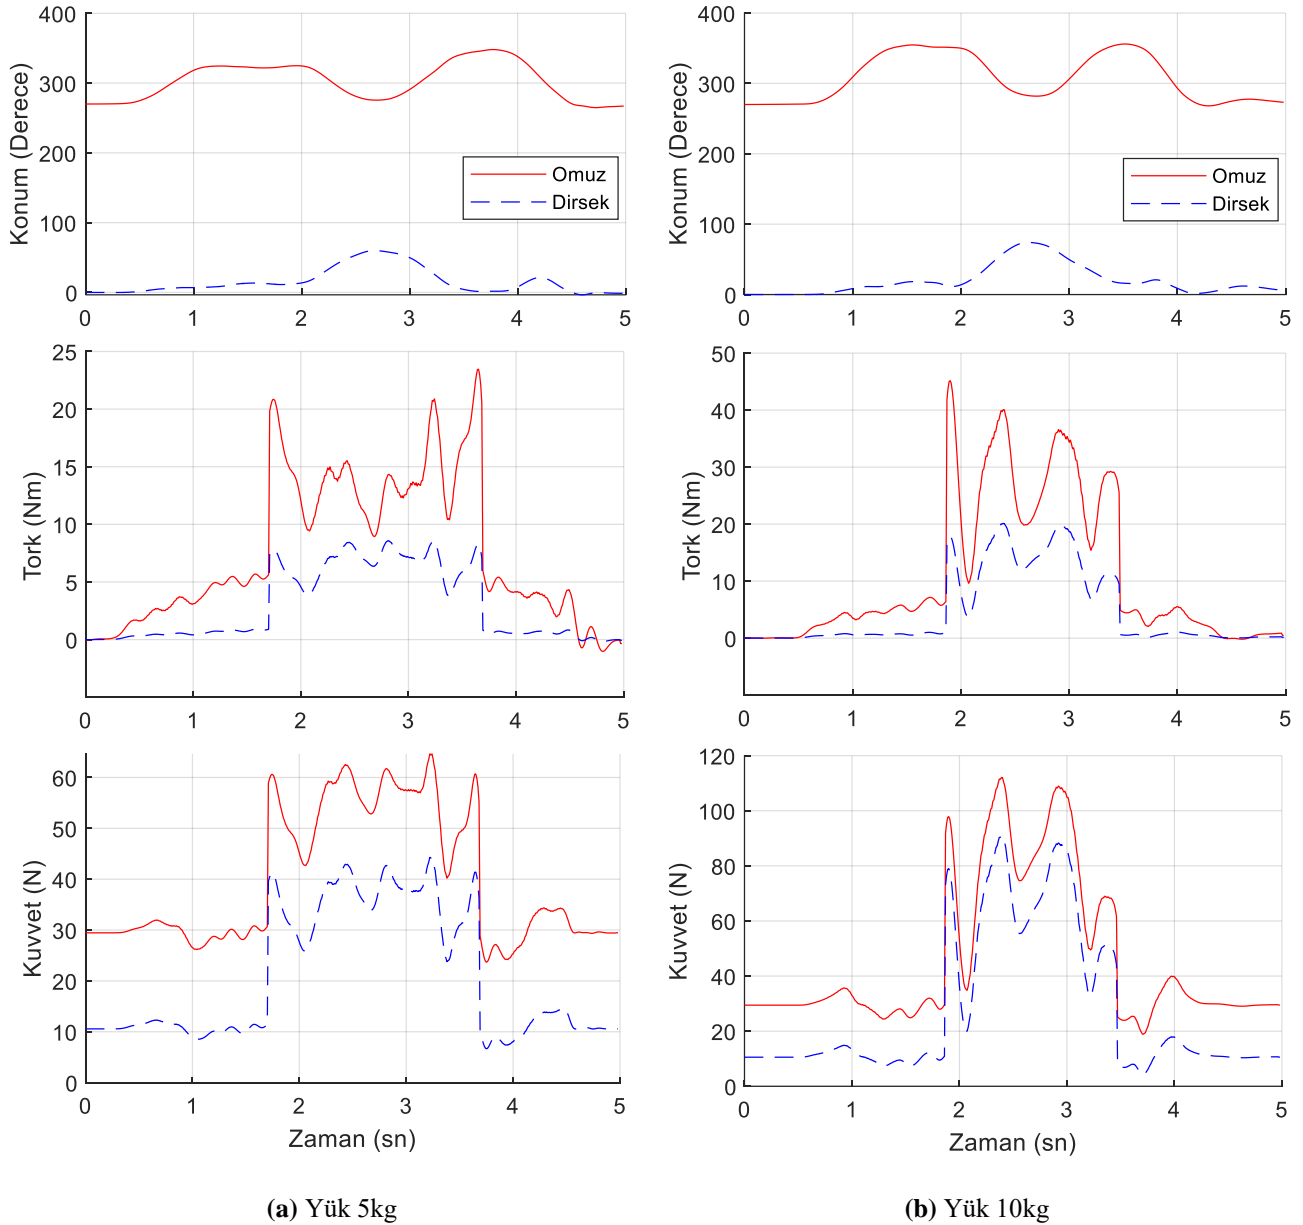 400
300
200
100
0
Konum (Derece)
Omuz
Dirsek
0 1 2 3 4 5
400
300
200
100
0
Konum (Derece)
Omuz
Dirsek
0 1 2 3 4 5
25
20
15
10
5
0
Tork (Nm)
0 1 2 3 4 5
50
40
30
20
10
0
Tork (Nm)
0 1 2 3 4 5
60
50
40
30
20
10
0
Kuvvet (N)
0 1 2 3 4 5
Zaman (sn)
120
100
80
60
40
20
0
Kuvvet (N)
0 1 2 3 4 5
Zaman (sn)
(a) Yük 5kg
(b) Yük 10kg